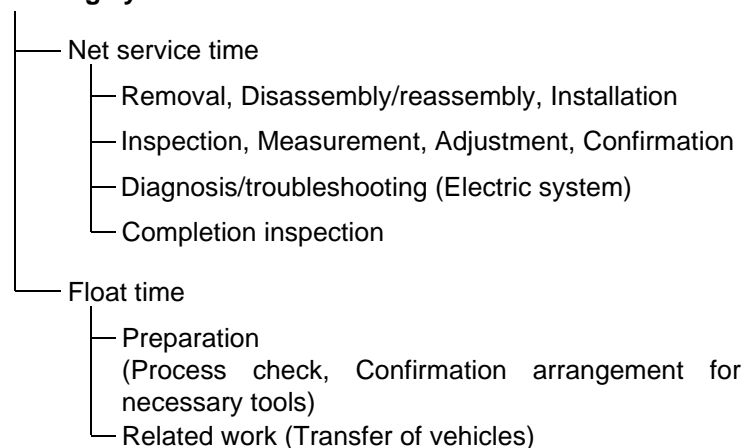 Net service time
Removal, Disassembly/reassembly, Installation
Inspection, Measurement, Adjustment, Confirmation
Diagnosis/troubleshooting (Electric system)
Completion inspection
Float time
Preparation
(Process check, Confirmation arrangement for
necessary tools)
Related work (Transfer of vehicles)